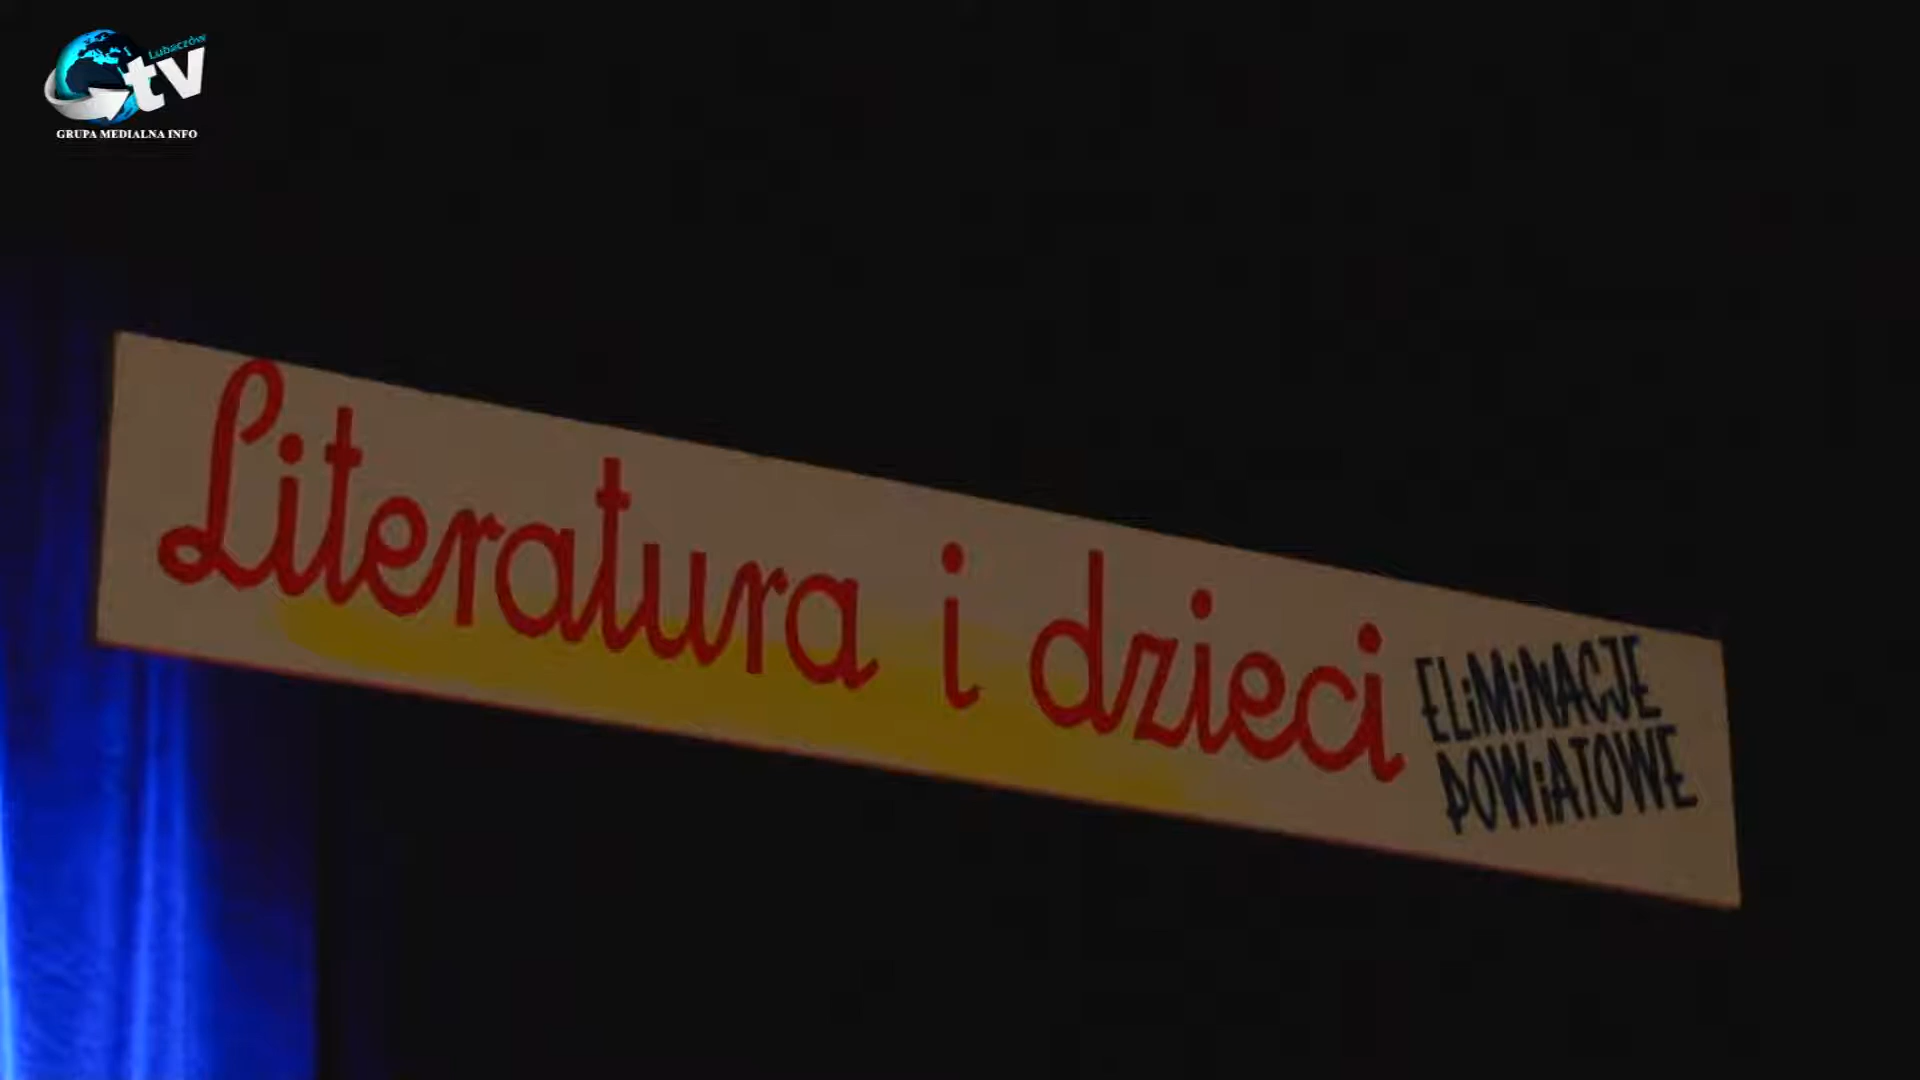 Lubaczów
tv
GRUPA MEDIALNA INFO
Literatura i dzieci
ELiMiNACJE
POWiATOWE